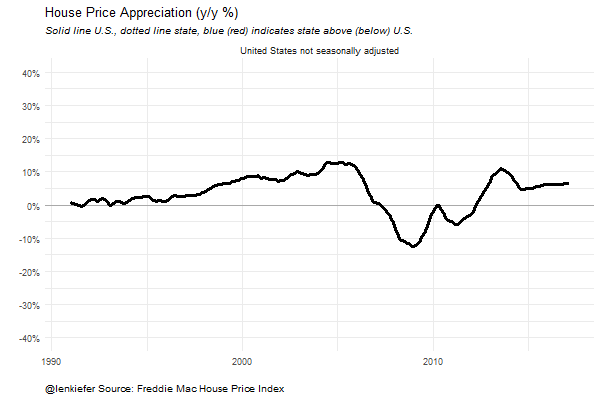 House Price Appreciation (y/y %)
Solid line U.S., dotted line state, blue (red) indicates state above (below) U.S.
United States not seasonally adjusted
40%
30%
20%
10%
0%
-10%
-20%
-30%
-40%
1990 2000 2010
@lenkiefer Source: Freddie Mac House Price Index